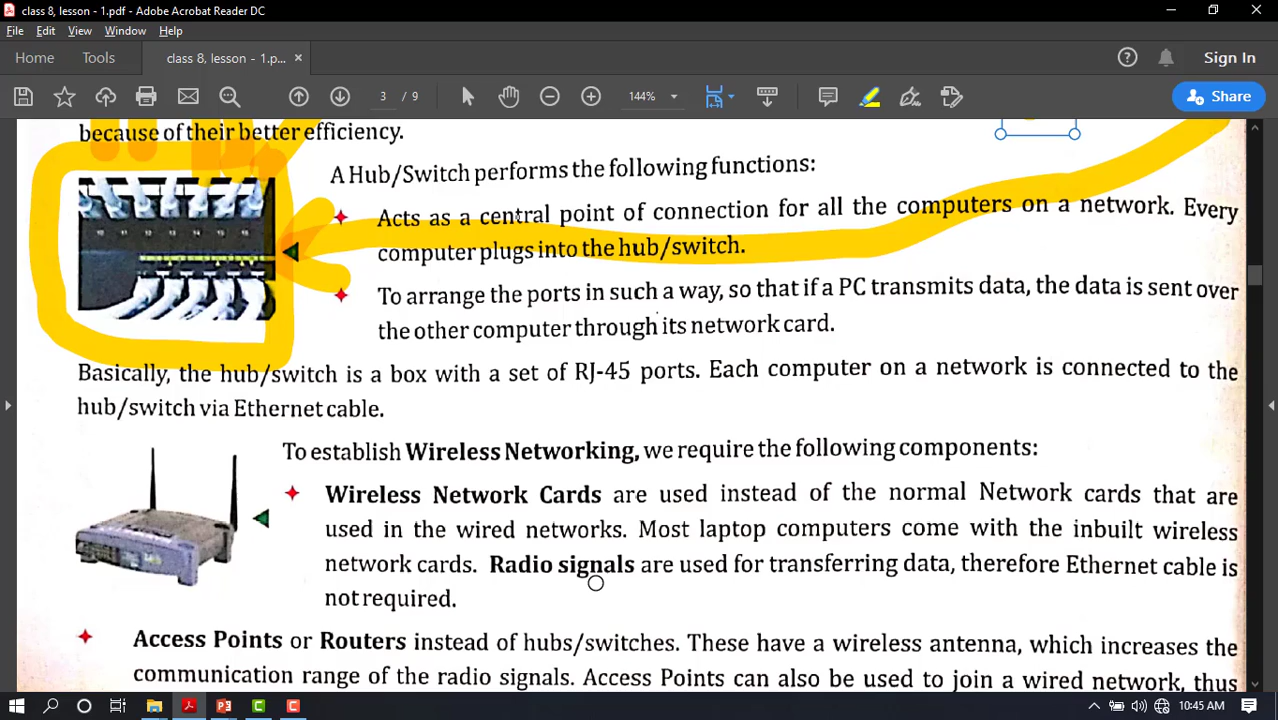 class 8, lesson - 1.pdf - Adobe Acrobat Reader DC
File Edit View Window Help
Home Tools class 8, lesson - 1.p... × Sign In
3 / 9 144% Share
because of their better efficiency.
A Hub/Switch performs the following functions:
Acts as a central point of connection for all the computers on a network. Every
computer plugs into the hub/switch.
To arrange the ports in such a way, so that if a PC transmits data, the data is sent over
the other computer through its network card.
Basically, the hub/switch is a box with a set of RJ-45 ports. Each computer on a network is connected to the
hub/switch via Ethernet cable.
To establish Wireless Networking, we require the following components:
Wireless Network Cards are used instead of the normal Network cards that are
used in the wired networks. Most laptop computers come with the inbuilt wireless
network cards. Radio signals are used for transferring data, therefore Ethernet cable is
not required.
Access Points or Routers instead of hubs/switches. These have a wireless antenna, which increases the
communication range of the radio signals. Access Points can also be used to join a wired network, thus
10:45 AM